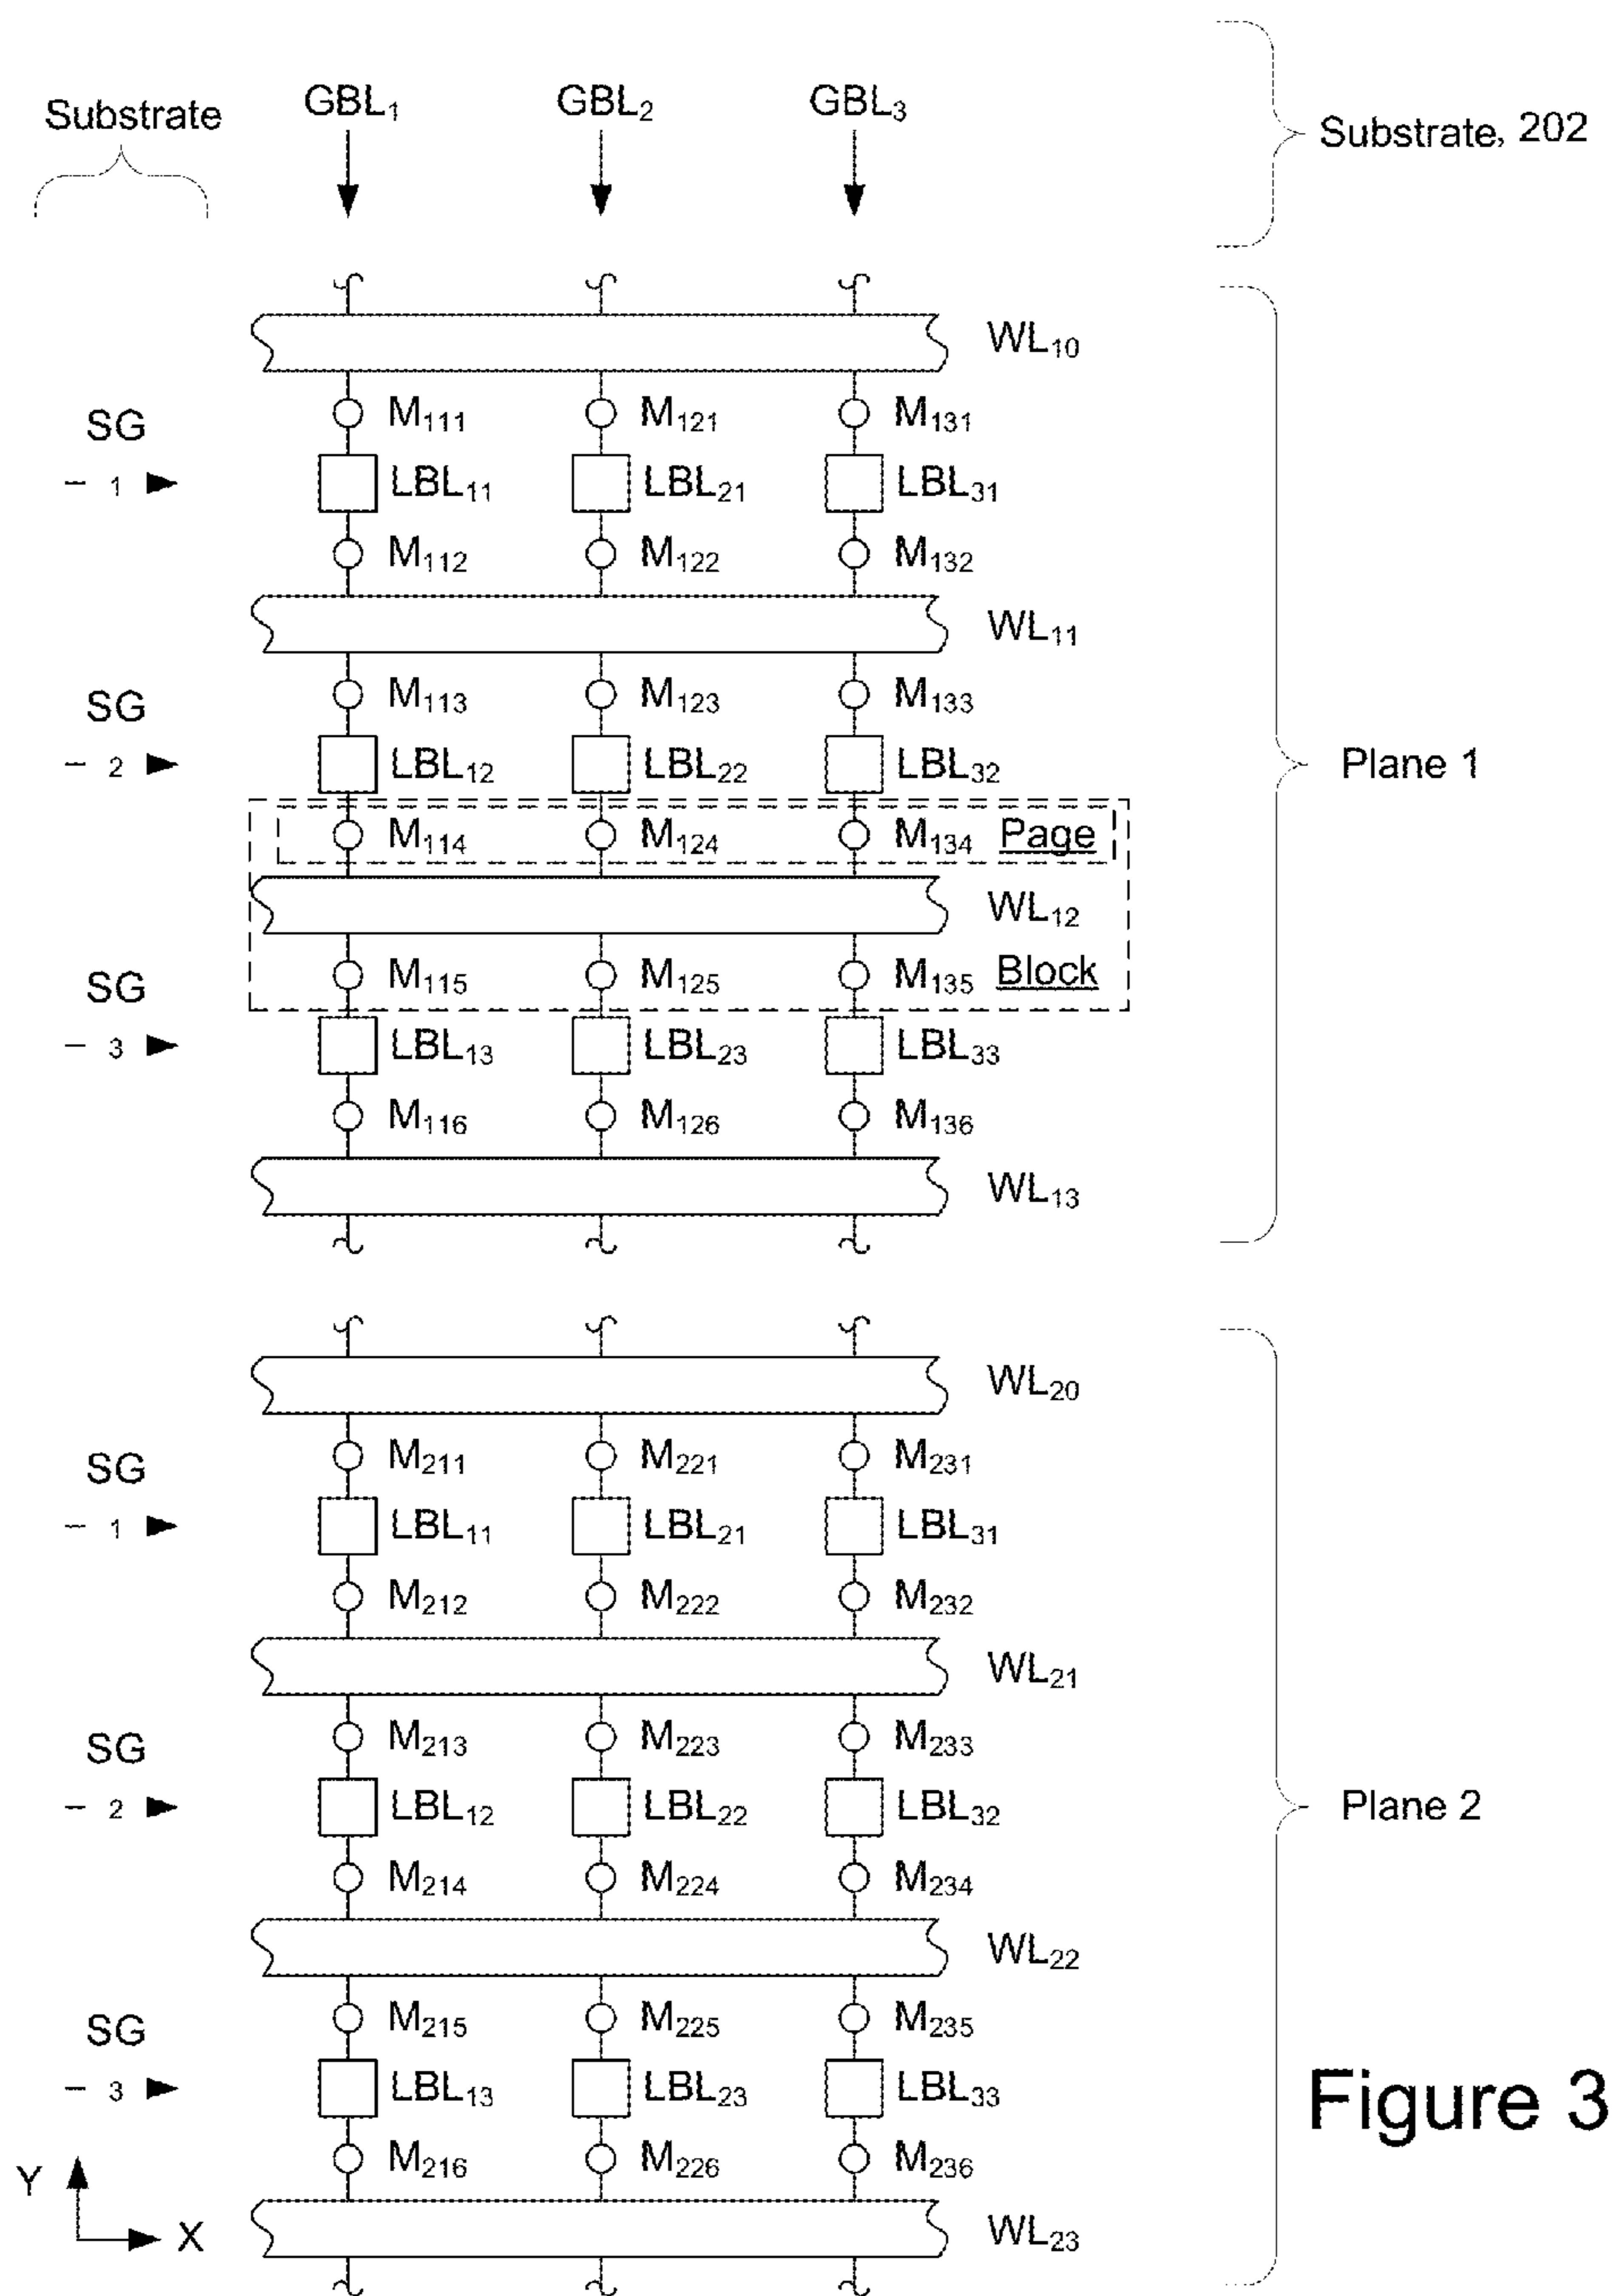 Substrate GBL₁ GBL₂ GBL₃ Substrate, 202
WL₁₀
SG M₁₁₁ M₁₂₁ M₁₃₁
1 LBL₁₁ LBL₂₁ LBL₃₁
M₁₁₂ M₁₂₂ M₁₃₂
WL₁₁
SG M₁₁₃ M₁₂₃ M₁₃₃
2 LBL₁₂ LBL₂₂ LBL₃₂ Plane 1
M₁₁₄ M₁₂₄ M₁₃₄ Page
WL₁₂
SG M₁₁₅ M₁₂₅ M₁₃₅ Block
3 LBL₁₃ LBL₂₃ LBL₃₃
M₁₁₆ M₁₂₆ M₁₃₆
WL₁₃
WL₂₀
SG M₂₁₁ M₂₂₁ M₂₃₁
1 LBL₁₁ LBL₂₁ LBL₃₁
M₂₁₂ M₂₂₂ M₂₃₂
WL₂₁
SG M₂₁₃ M₂₂₃ M₂₃₃
2 LBL₁₂ LBL₂₂ LBL₃₂ Plane 2
M₂₁₄ M₂₂₄ M₂₃₄
WL₂₂
SG M₂₁₅ M₂₂₅ M₂₃₅
3 LBL₁₃ LBL₂₃ LBL₃₃ Figure 3
M₂₁₆ M₂₂₆ M₂₃₆
Y
X WL₂₃